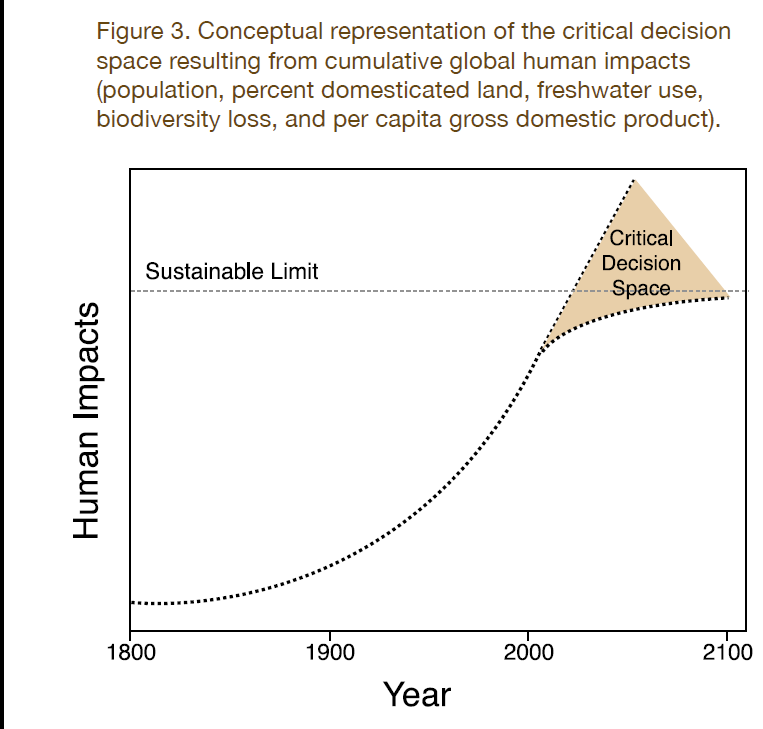 Figure 3. Conceptual representation of the critical decision
space resulting from cumulative global human impacts
(population, percent domesticated land, freshwater use,
biodiversity loss, and per capita gross domestic product).
Critical
Decision
Space
Sustainable Limit
Human Impacts
1800
1900
2000
2100
Year